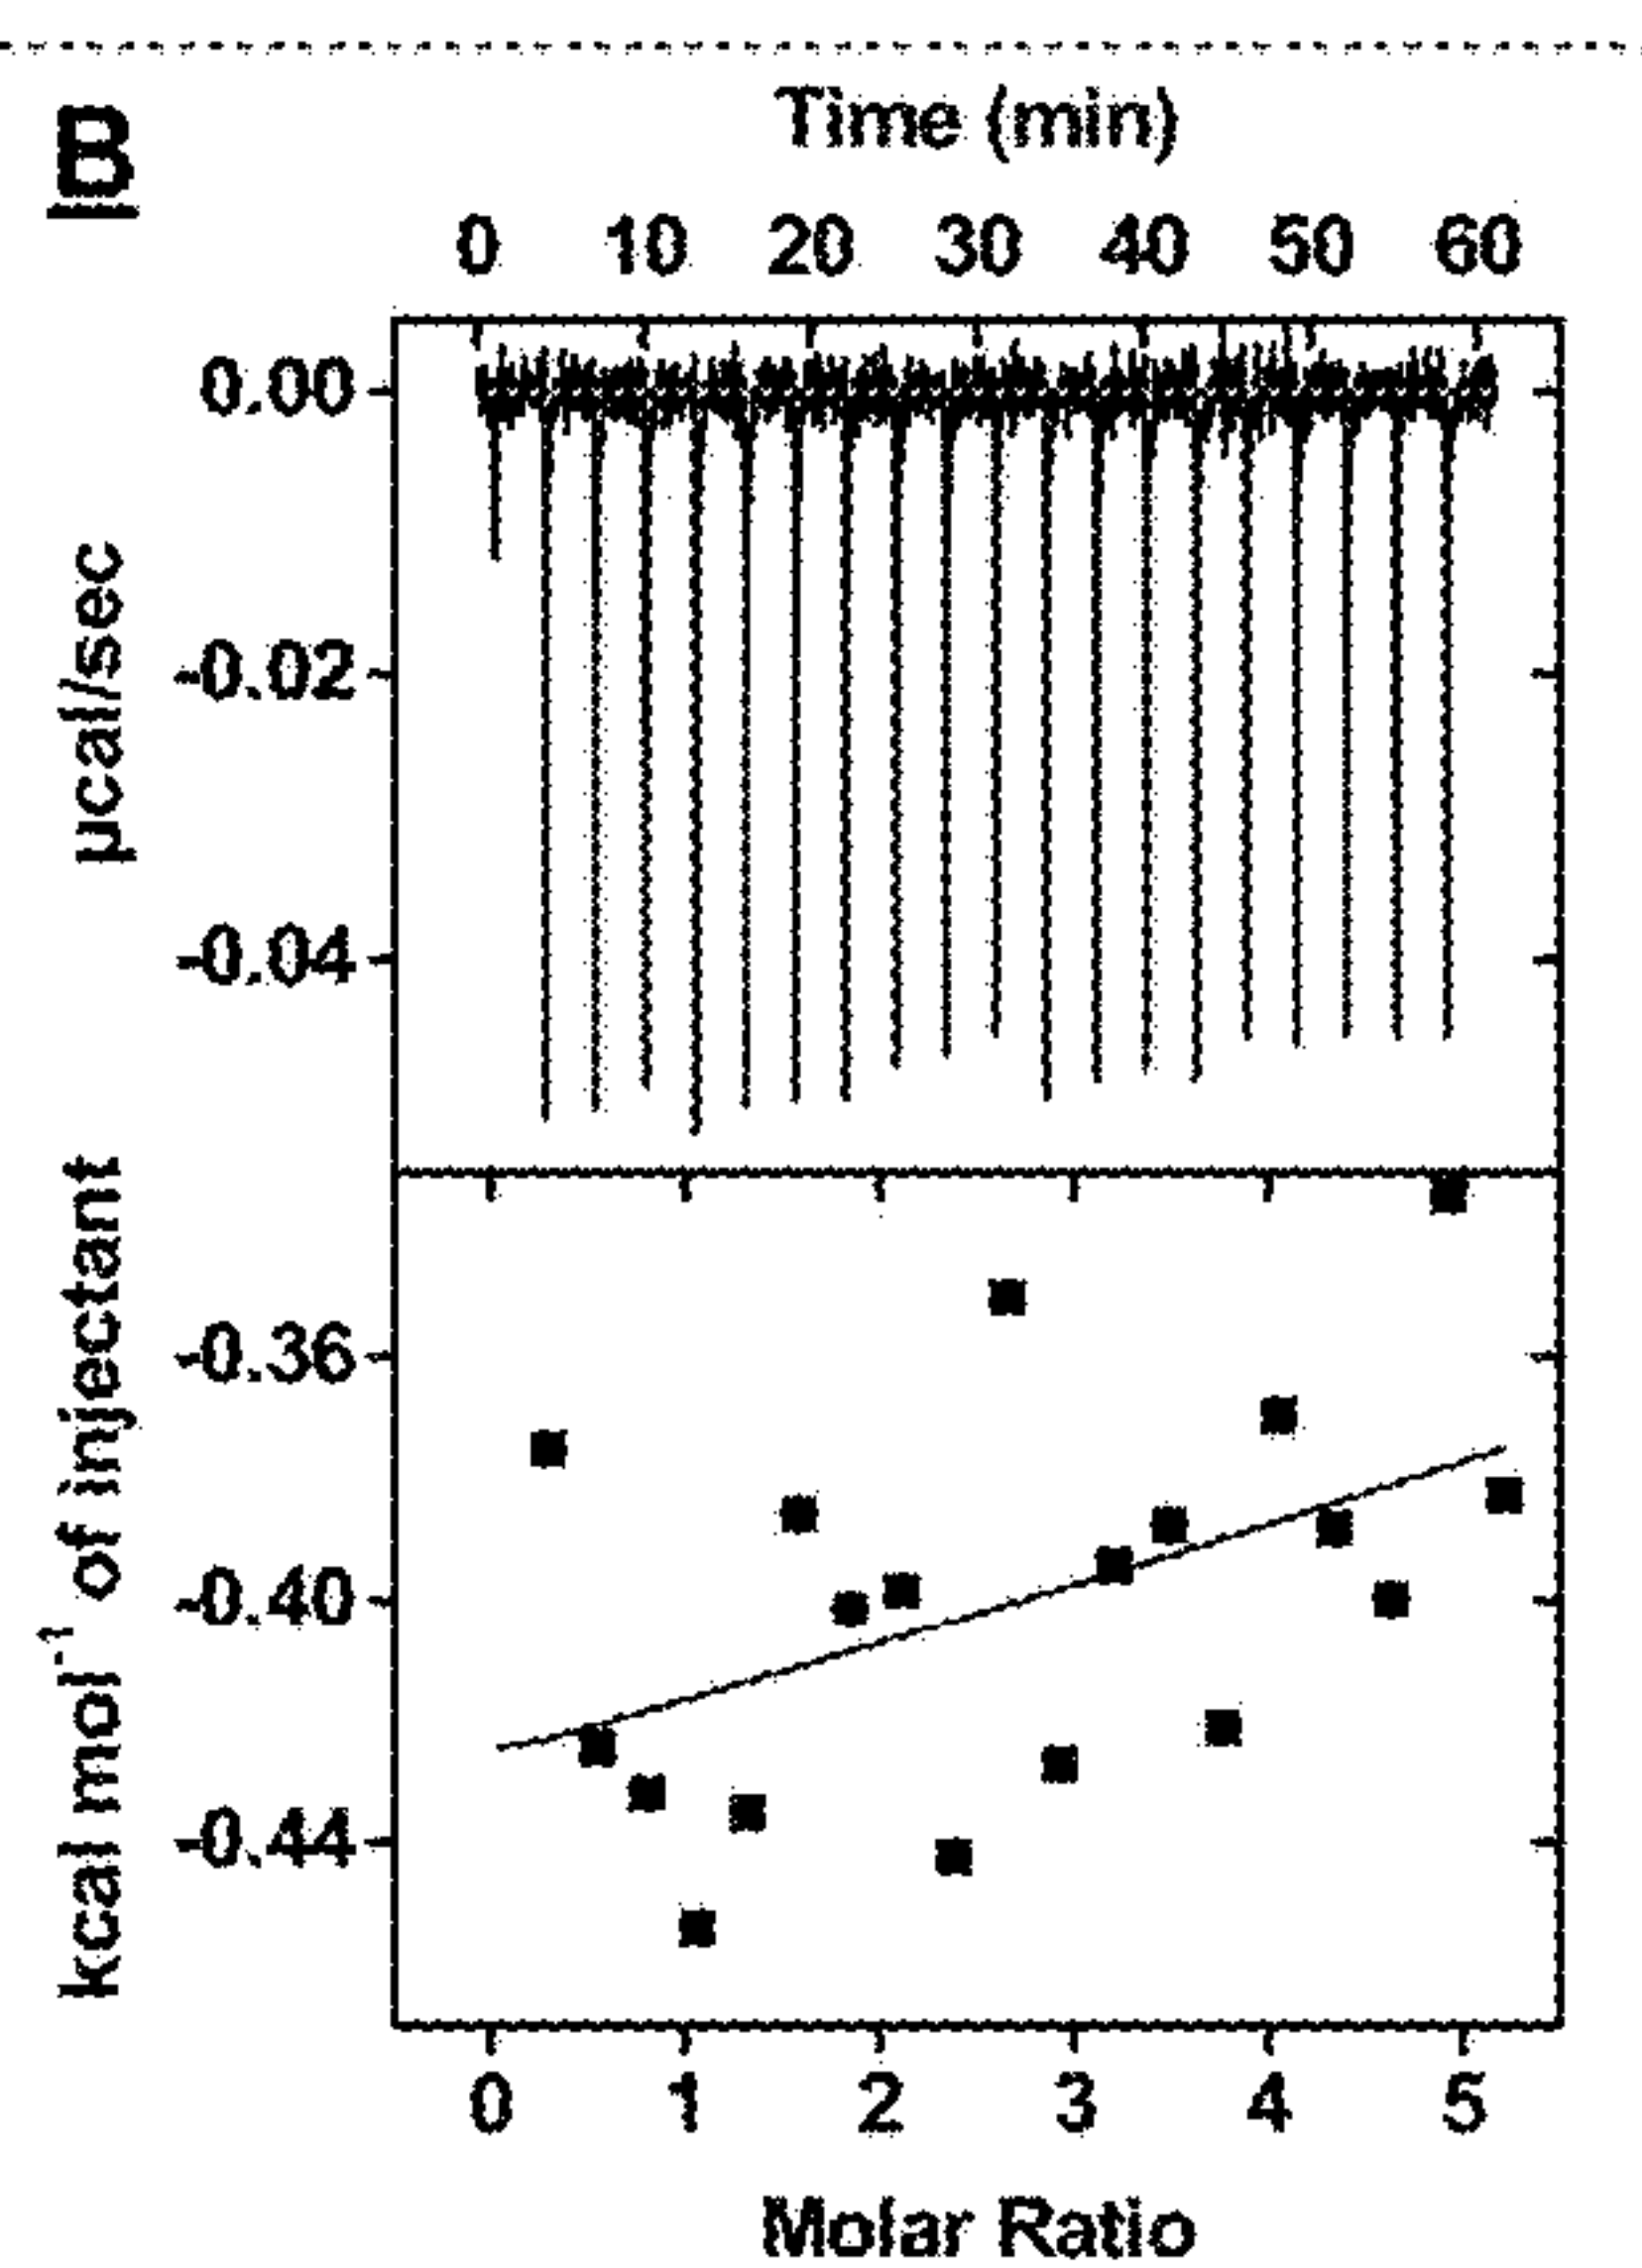 B
Time (min)
0 10 20 30 40 50 60
0.00
-0.02
-0.04
µcal/sec
-0.36
-0.40
-0.44
kcal mol⁻¹ of injectant
0 1 2 3 4 5
Molar Ratio